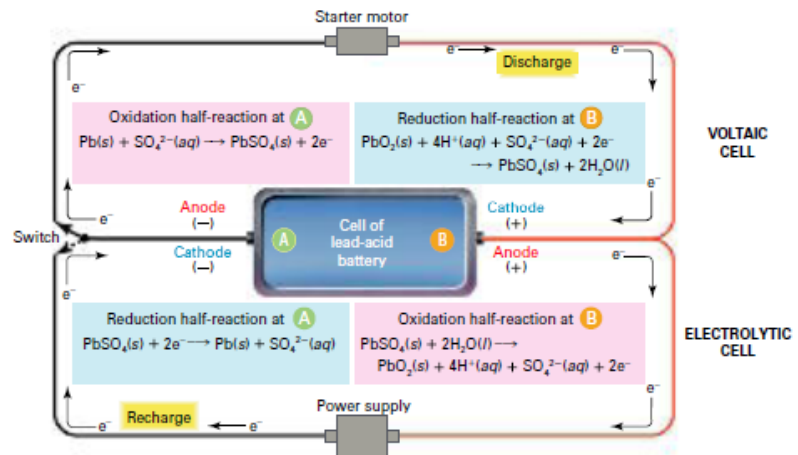 Starter motor
e⁻
e⁻
Discharge
e⁻
Oxidation half-reaction at A
Pb(s) + SO₄²⁻(aq) → PbSO₄(s) + 2e⁻
Reduction half-reaction at B
PbO₂(s) + 4H⁺(aq) + SO₄²⁻(aq) + 2e⁻
→ PbSO₄(s) + 2H₂O(l)
VOLTAIC
CELL
e⁻
e⁻
Anode
(−)
Cathode
(+)
Switch
A
Cell of
lead-acid
battery
B
Cathode
(−)
Anode
(+)
e⁻
e⁻
Reduction half-reaction at A
PbSO₄(s) + 2e⁻ → Pb(s) + SO₄²⁻(aq)
Oxidation half-reaction at B
PbSO₄(s) + 2H₂O(l) →
PbO₂(s) + 4H⁺(aq) + SO₄²⁻(aq) + 2e⁻
ELECTROLYTIC
CELL
e⁻
Power supply
e⁻
Recharge
e⁻
e⁻